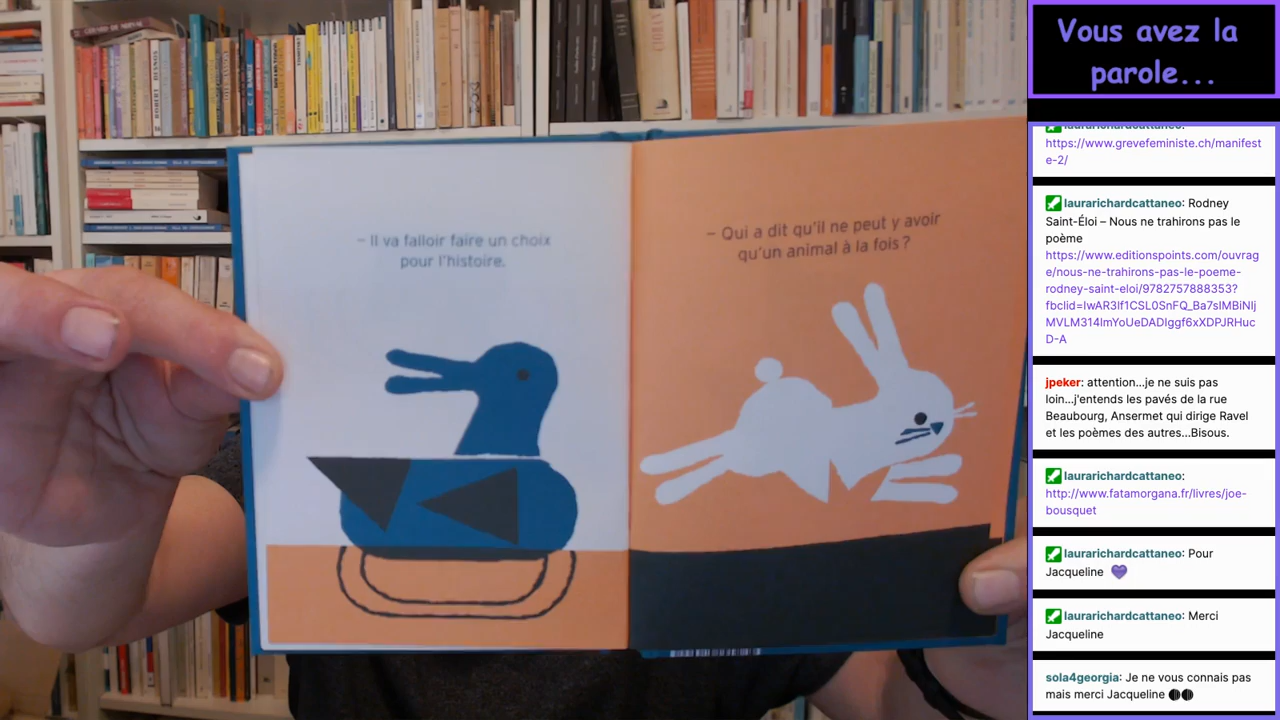 Vous avez la
parole...
laurarichardcattaneo:
https://www.grevefeministe.ch/manifest
e-2/
laurarichardcattaneo: Rodney
Saint-Éloi – Nous ne trahirons pas le
poème
https://www.editionspoints.com/ouvrag
e/nous-ne-trahirons-pas-le-poeme-
rodney-saint-eloi/9782757888353?
fbclid=IwAR3lf1CSL0SnFQ_Ba7sIMBiNIj
MVLM314ImYoUeDADIggf6xXDPJRHuc
D-A
jpeker: attention...je ne suis pas
loin...j'entends les pavés de la rue
Beaubourg, Ansermet qui dirige Ravel
et les poèmes des autres...Bisous.
laurarichardcattaneo:
http://www.fatamorgana.fr/livres/joe-
bousquet
laurarichardcattaneo: Pour
Jacqueline 💜
laurarichardcattaneo: Merci
Jacqueline
sola4georgia: Je ne vous connais pas
mais merci Jacqueline
– Il va falloir faire un choix
pour l'histoire.
– Qui a dit qu'il ne peut y avoir
qu'un animal à la fois ?